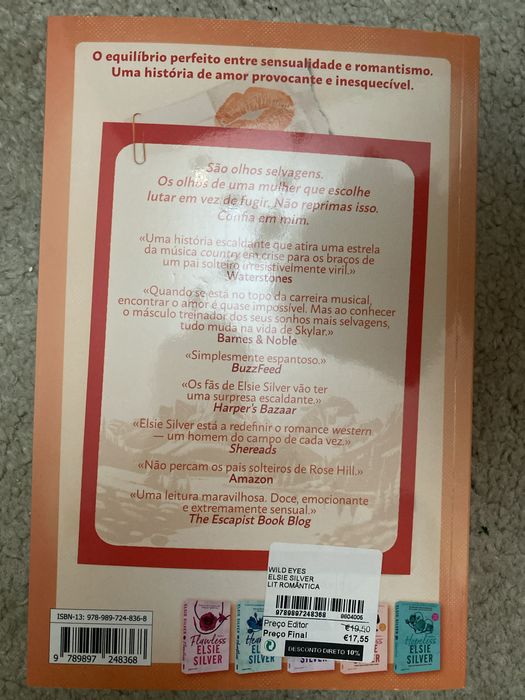 O equilíbrio perfeito entre sensualidade e romantismo.
Uma história de amor provocante e inesquecível.
São olhos selvagens.
Os olhos de uma mulher que escolhe
lutar em vez de fugir. Não reprimas isso.
Confia em mim.
«Uma história escaldante que atira uma estrela
da música country em crise para os braços de
um pai solteiro irresistivelmente viril.»
Waterstones
«Quando se está no topo da carreira musical,
encontrar o amor é quase impossível. Mas ao conhecer
o másculo treinador dos seus sonhos mais selvagens,
tudo muda na vida de Skylar.»
Barnes & Noble
«Simplesmente espantoso.»
BuzzFeed
«Os fãs de Elsie Silver vão ter
uma surpresa escaldante.»
Harper's Bazaar
«Elsie Silver está a redefinir o romance western
— um homem do campo de cada vez.»
Shereads
«Não percam os pais solteiros de Rose Hill.»
Amazon
«Uma leitura maravilhosa. Doce, emocionante
e extremamente sensual.»
The Escapist Book Blog
WILD EYES
ELSIE SILVER
LIT ROMÂNTICA
9789897248368 9604006
Preço Editor €19,50
Preço Final €17,55
DESCONTO DIRETO 10%
ISBN-13: 978-989-724-836-8
9 789897 248368
Flawless
ELSIE
SILVER
ELSIE
SILVER
SILVER
SILVER
Hopeless
ELSIE
SILVER